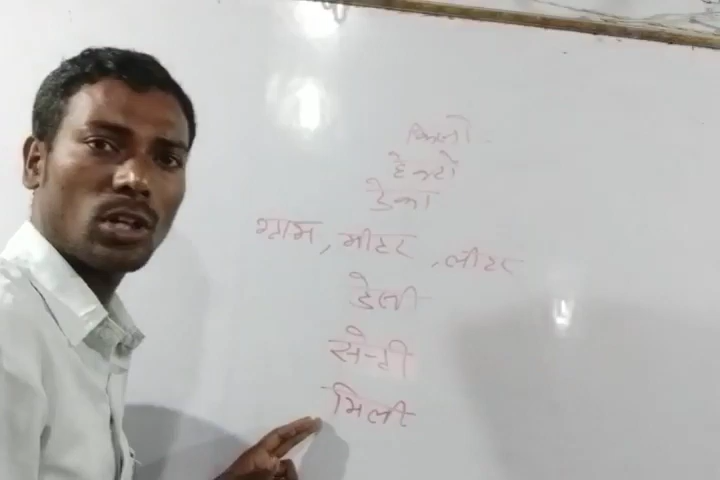 किलो -
हेक्टो
डेका
ग्राम, मीटर, लीटर
डेसी
सेन्टी
मिली